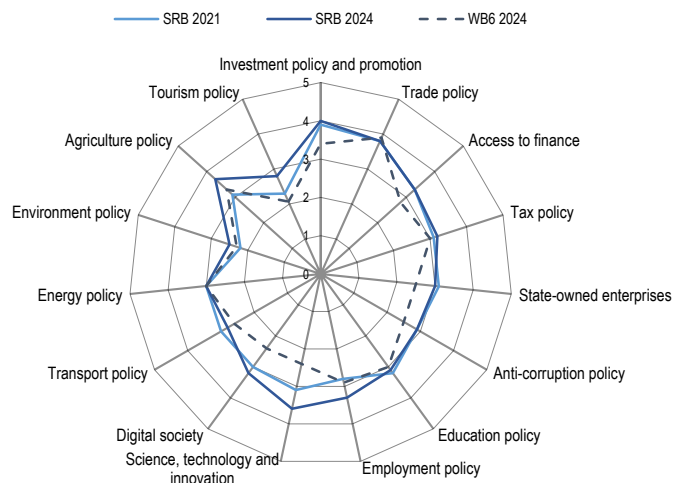 SRB 2021 SRB 2024 WB6 2024
Investment policy and promotion
Trade policy
Access to finance
Tax policy
State-owned enterprises
Anti-corruption policy
Education policy
Employment policy
Science, technology and
innovation
Digital society
Transport policy
Energy policy
Environment policy
Agriculture policy
Tourism policy
5
4
3
2
1
0